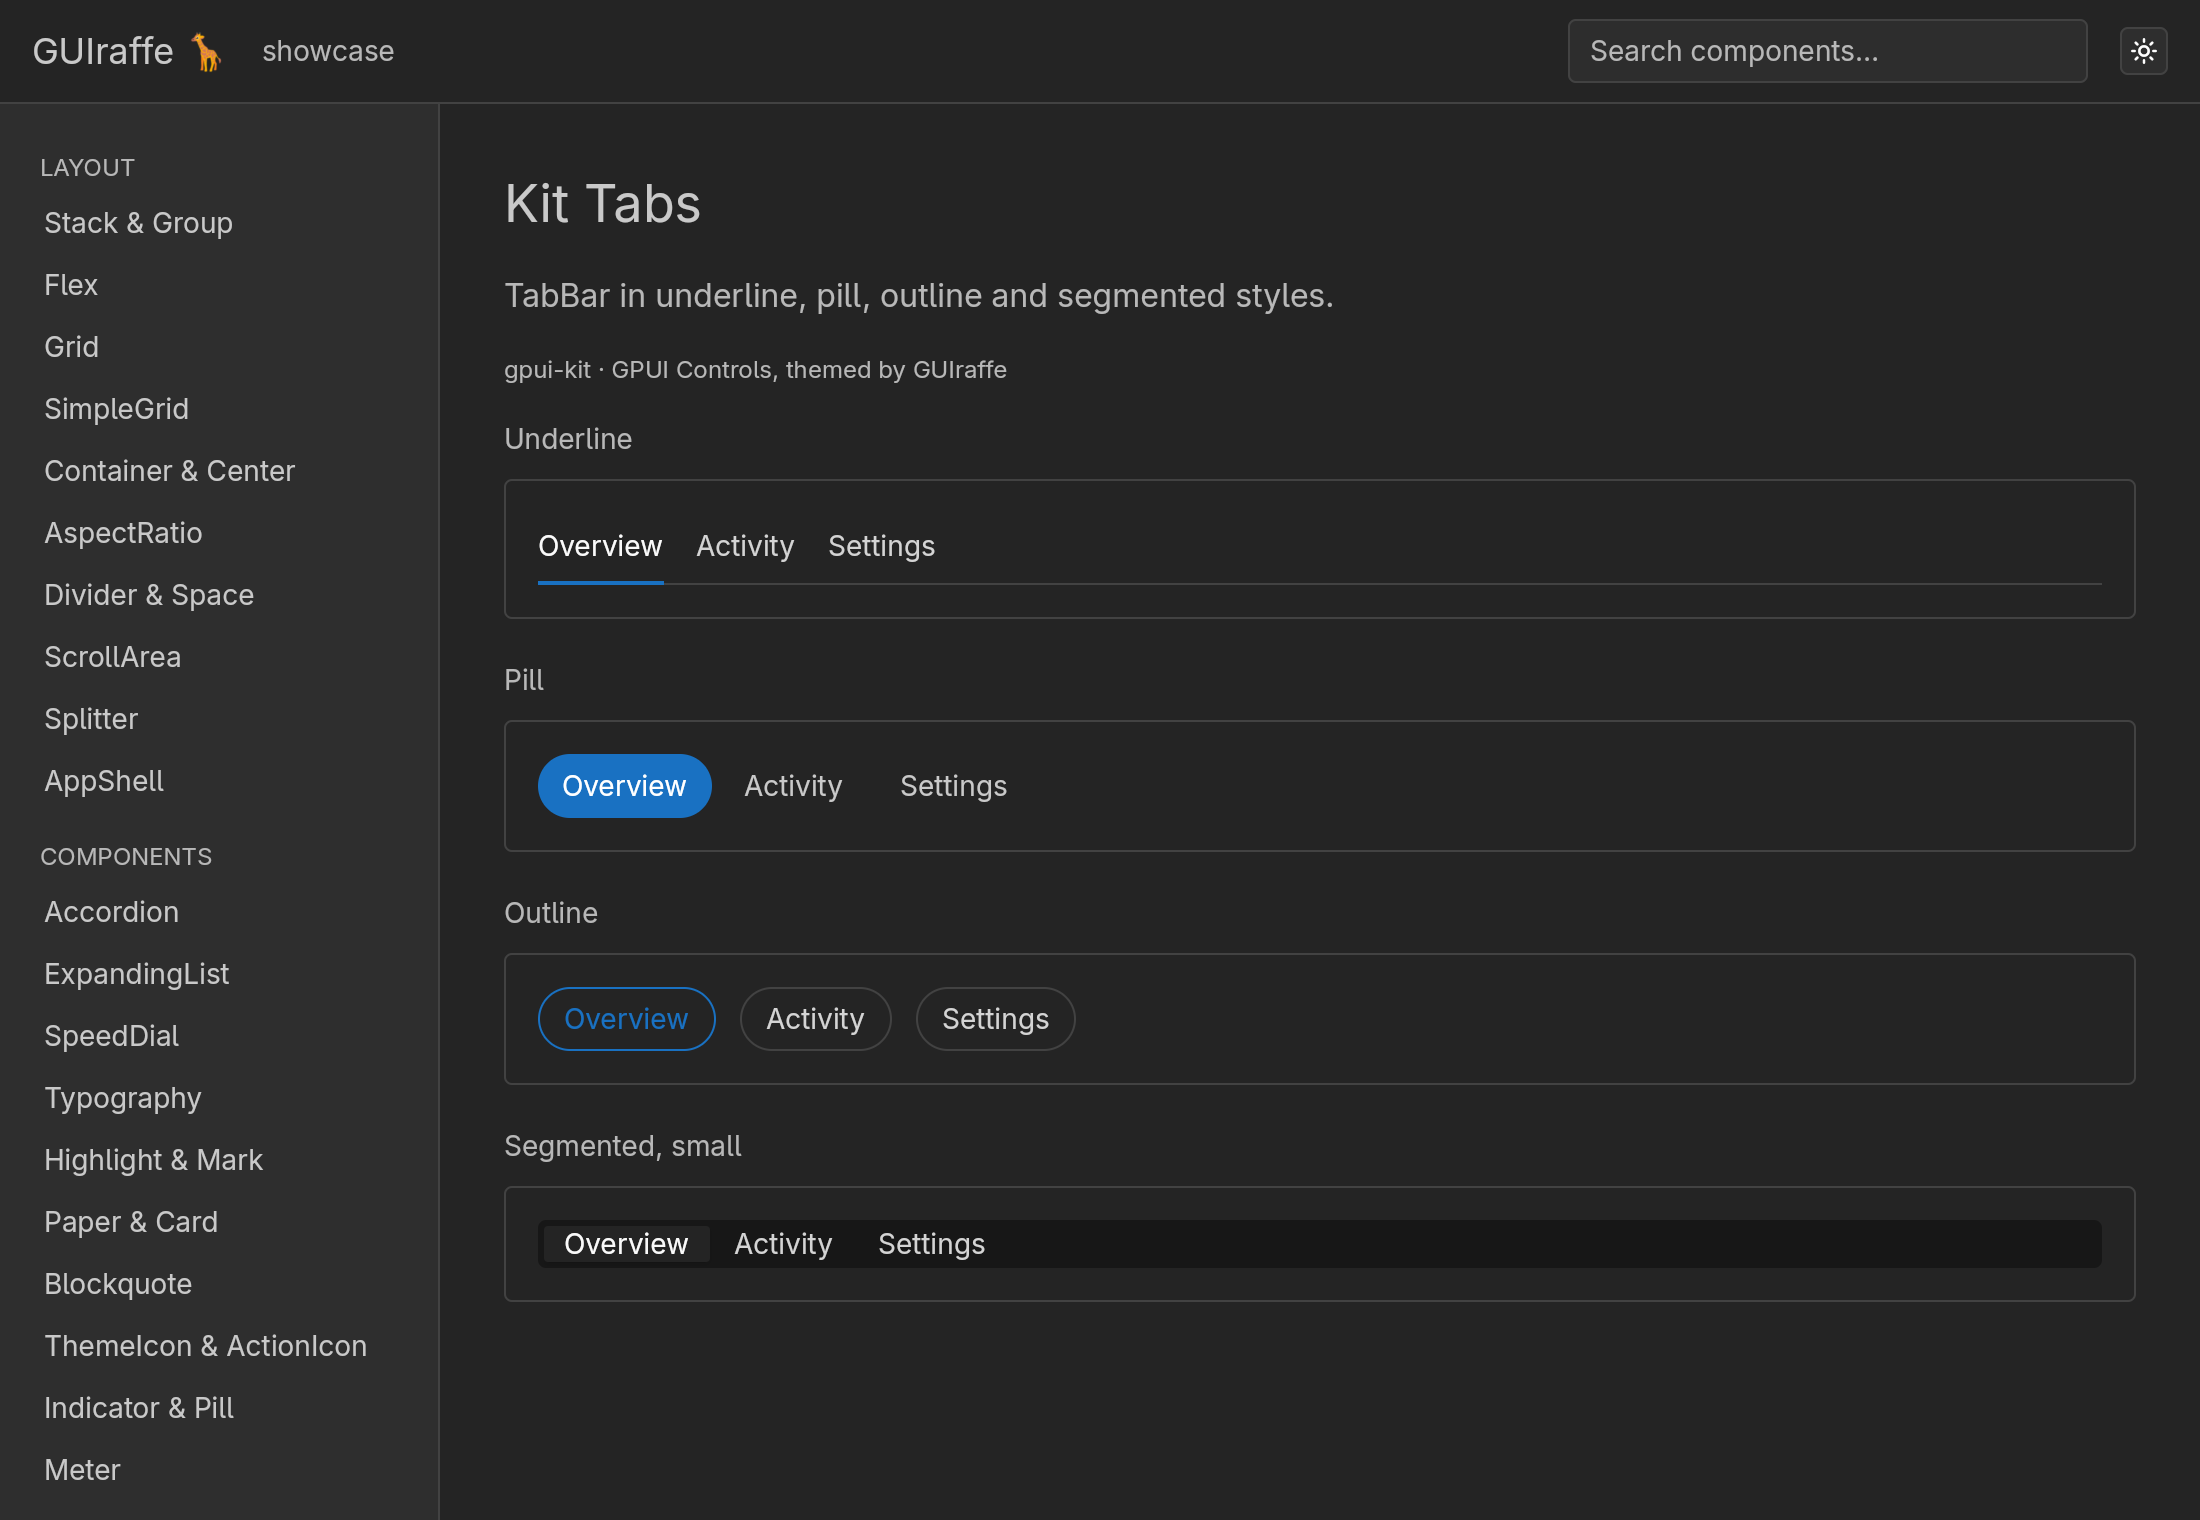 GUIraffe 🦒 showcase
Search components...
LAYOUT
Stack & Group
Flex
Grid
SimpleGrid
Container & Center
AspectRatio
Divider & Space
ScrollArea
Splitter
AppShell
COMPONENTS
Accordion
ExpandingList
SpeedDial
Typography
Highlight & Mark
Paper & Card
Blockquote
ThemeIcon & ActionIcon
Indicator & Pill
Meter
Kit Tabs
TabBar in underline, pill, outline and segmented styles.
gpui-kit · GPUI Controls, themed by GUIraffe
Underline
Overview Activity Settings
Pill
Overview Activity Settings
Outline
Overview Activity Settings
Segmented, small
Overview Activity Settings